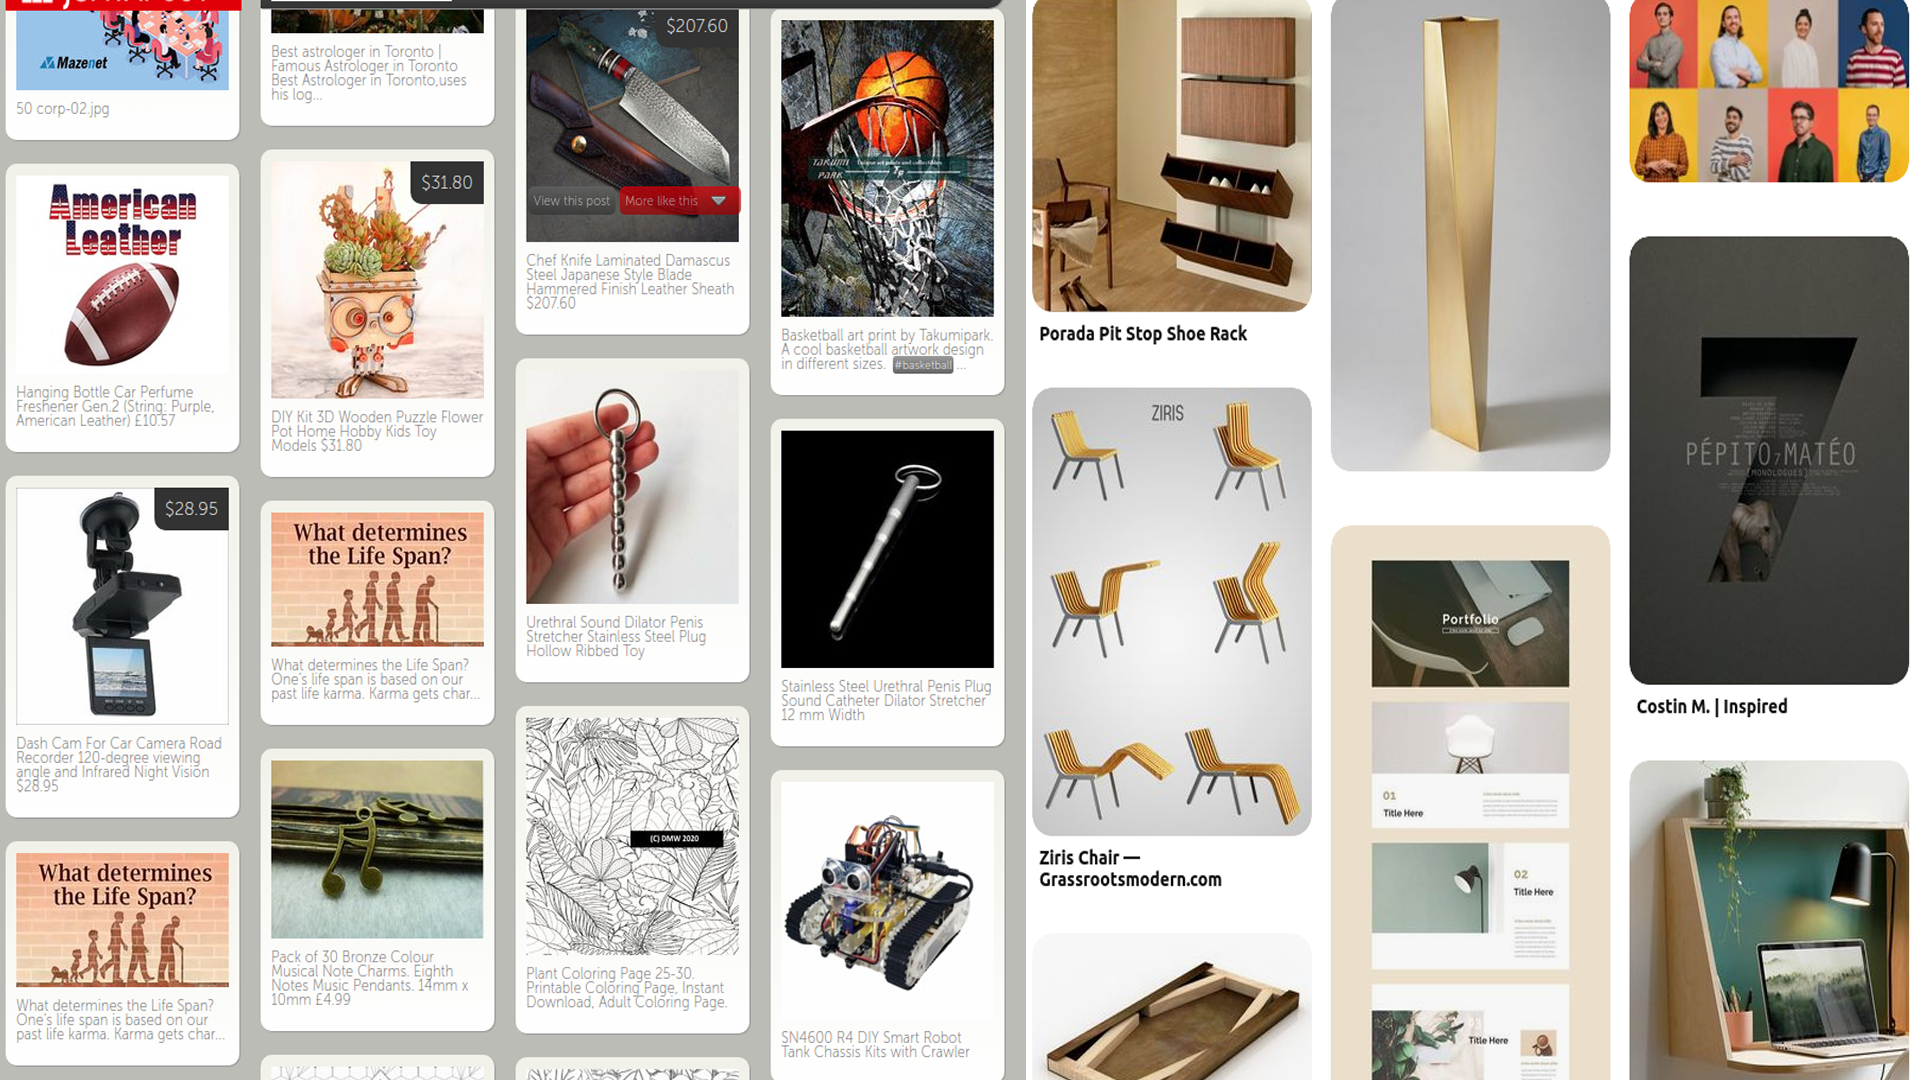 Mazenet
50 corp-02.jpg
American
Leather
Hanging Bottle Car Perfume
Freshener Gen.2 (String: Purple,
American Leather) £10.57
$28.95
Dash Cam For Car Camera Road
Recorder 120-degree viewing
angle and Infrared Night Vision
$28.95
What determines
the Life Span?
What determines the Life Span?
One's life span is based on our
past life karma. Karma gets char...
Best astrologer in Toronto |
Famous Astrologer in Toronto
Best Astrologer in Toronto,uses
his log...
$31.80
DIY Kit 3D Wooden Puzzle Flower
Pot Home Hobby Kids Toy
Models $31.80
What determines
the Life Span?
What determines the Life Span?
One's life span is based on our
past life karma. Karma gets char...
Pack of 30 Bronze Colour
Musical Note Charms. Eighth
Notes Music Pendants. 14mm x
10mm £4.99
$207.60
View this post
More like this
Chef Knife Laminated Damascus
Steel Japanese Style Blade
Hammered Finish Leather Sheath
$207.60
Urethral Sound Dilator Penis
Stretcher Stainless Steel Plug
Hollow Ribbed Toy
(C) DMW 2020
Plant Coloring Page 25-30.
Printable Coloring Page, Instant
Download, Adult Coloring Page.
TAKUMI
PARK
Unique art prints and collectibles
TP
Basketball art print by Takumipark.
A cool basketball artwork design
in different sizes. #basketball ...
Stainless Steel Urethral Penis Plug
Sound Catheter Dilator Stretcher
12 mm Width
SN4600 R4 DIY Smart Robot
Tank Chassis Kits with Crawler
Porada Pit Stop Shoe Rack
ZIRIS
Ziris Chair —
Grassrootsmodern.com
Portfolio
01
Title Here
02
Title Here
03
Title Here
7
PÉPITO MATÉO
(MONOLOGUES)
Costin M. | Inspired